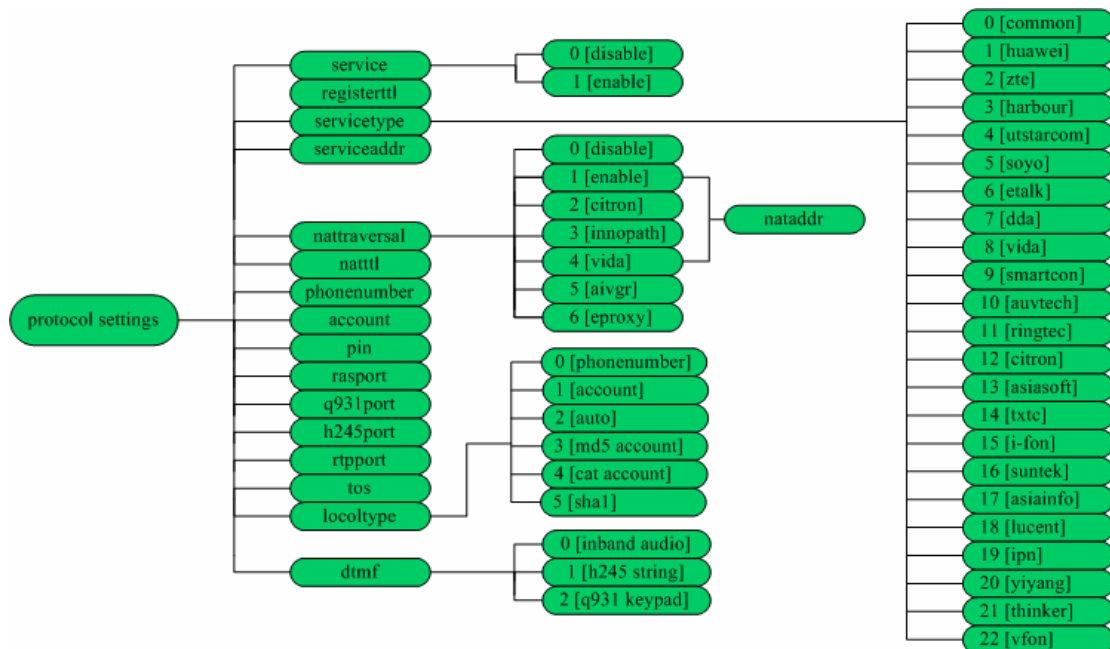 protocol settings
service
registerttl
servicetype
serviceaddr
nattraversal
natttl
phonenumber
account
pin
rasport
q931port
h245port
rtpport
tos
locoltype
dtmf
0 [disable]
1 [enable]
0 [disable]
1 [enable]
2 [citron]
3 [innopath]
4 [vida]
5 [aivgr]
6 [eproxy]
nataddr
0 [phonenumber]
1 [account]
2 [auto]
3 [md5 account]
4 [cat account]
5 [sha1]
0 [inband audio]
1 [h245 string]
2 [q931 keypad]
0 [common]
1 [huawei]
2 [zte]
3 [harbour]
4 [utstarcom]
5 [soyo]
6 [etalk]
7 [dda]
8 [vida]
9 [smartcon]
10 [auvtech]
11 [ringtec]
12 [citron]
13 [asiasoft]
14 [txtc]
15 [i-fon]
16 [suntek]
17 [asiainfo]
18 [lucent]
19 [ipn]
20 [yiyang]
21 [thinker]
22 [vfon]